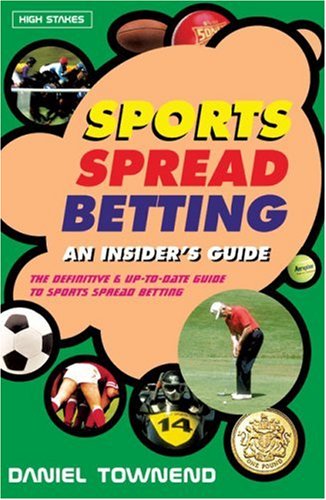 HIGH STAKES
SPORTS
SPREAD
BETTING
AN INSIDER'S GUIDE
THE DEFINITIVE & UP-TO-DATE GUIDE
TO SPORTS SPREAD BETTING
14
ONE POUND
DANIEL TOWNEND